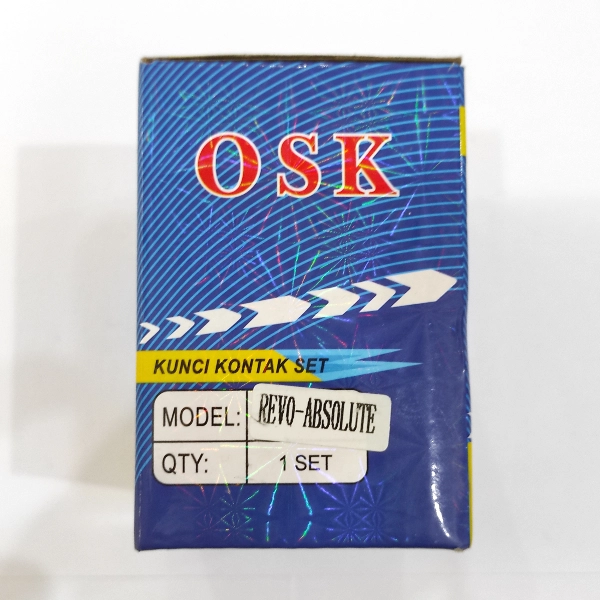 OSK
KUNCI KONTAK SET
MODEL: REVO-ABSOLUTE
QTY: 1 SET